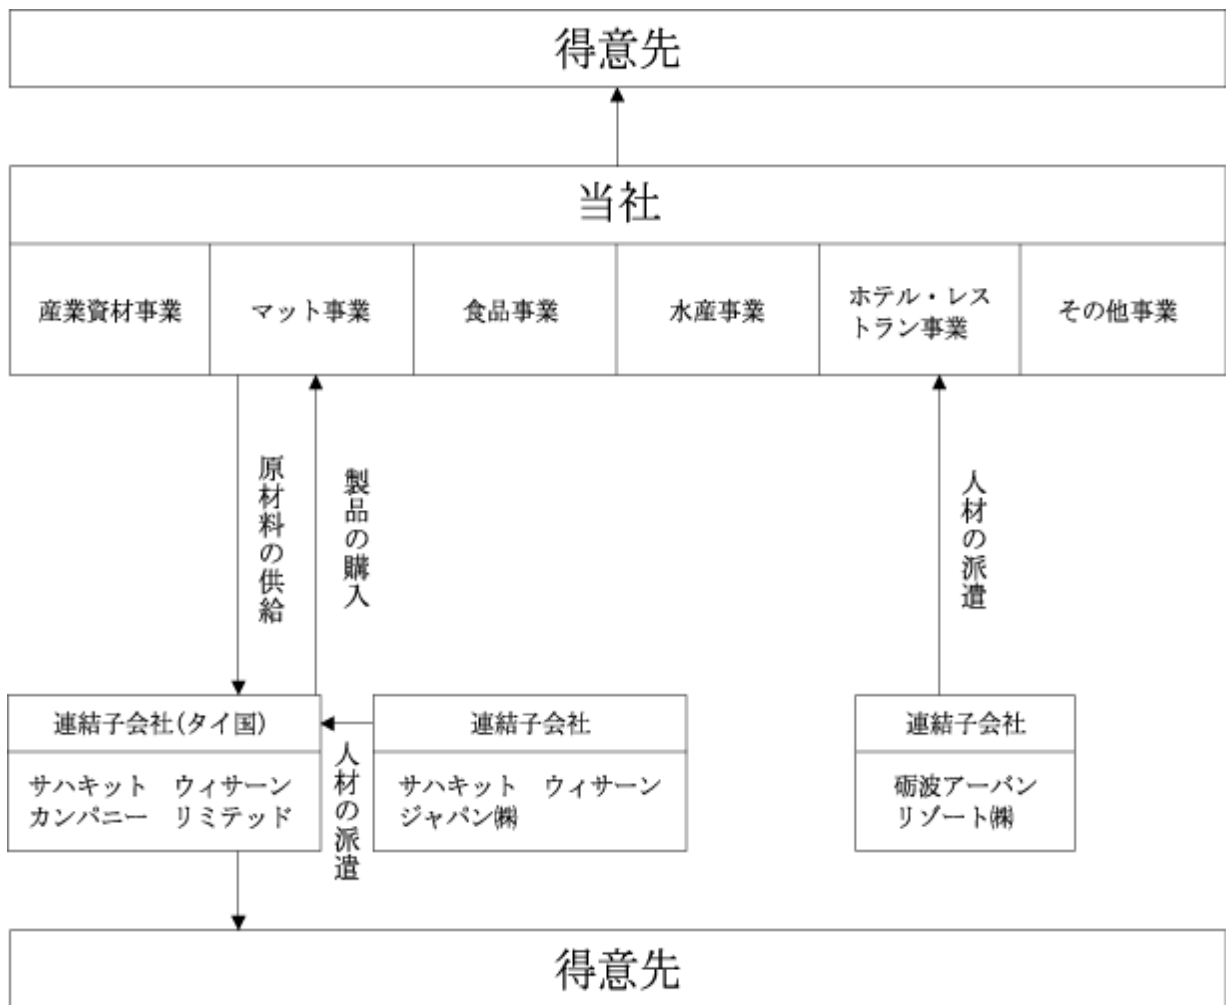 得意先
当社
産業資材事業
マット事業
食品事業
水産事業
ホテル・レス
トラン事業
その他事業
原材料の供給
製品の購入
人材の派遣
連結子会社(タイ国)
サハキット　ウィサーン
カンパニー　リミテッド
人材の派遣
連結子会社
サハキット　ウィサーン
ジャパン㈱
連結子会社
砺波アーバン
リゾート㈱
得意先